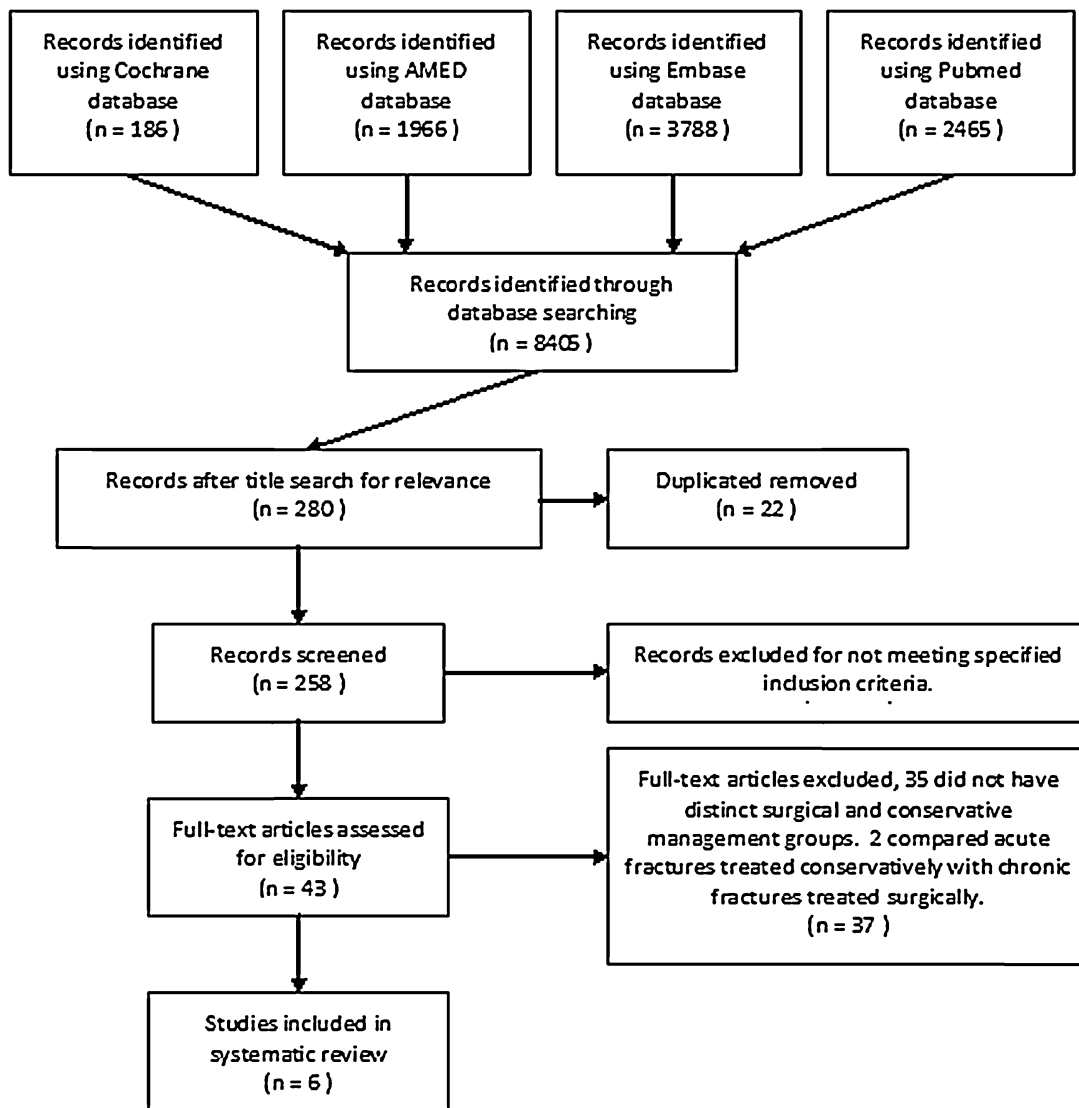 Records identified
using Cochrane
database
(n = 186 )
Records identified
using AMED
database
(n = 1966 )
Records identified
using Embase
database
(n = 3788 )
Records identified
using Pubmed
database
(n = 2465 )
Records identified through
database searching
(n = 8405 )
Records after title search for relevance
(n = 280 )
Duplicated removed
(n = 22 )
Records screened
(n = 258 )
Records excluded for not meeting specified
inclusion criteria.
Full-text articles assessed
for eligibility
(n = 43 )
Full-text articles excluded, 35 did not have
distinct surgical and conservative
management groups. 2 compared acute
fractures treated conservatively with chronic
fractures treated surgically.
(n = 37 )
Studies included in
systematic review
(n = 6 )